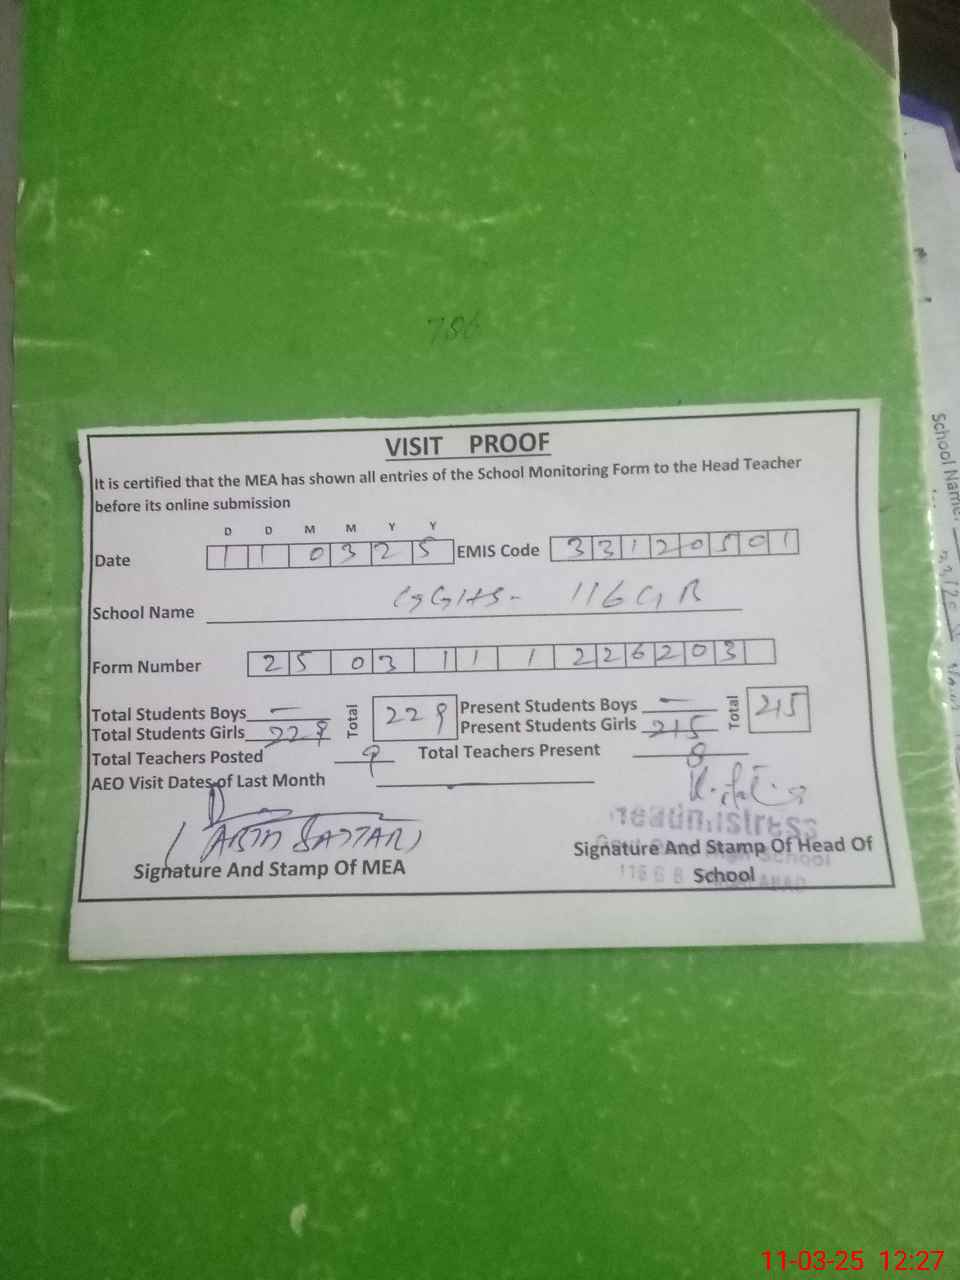 786
VISIT PROOF
It is certified that the MEA has shown all entries of the School Monitoring Form to the Head Teacher
before its online submission
D D M M Y Y
Date 1 1 0 3 2 5 EMIS Code 3 3 1 2 0 5 0 1
School Name GGHS- 116 GB
Form Number 2 5 0 3 1 1 1 2 2 6 2 0 3
Total Students Boys — Total 229 Present Students Boys — Total 215
Total Students Girls 229 Present Students Girls 215
Total Teachers Posted 9 Total Teachers Present 8
AEO Visit Dates of Last Month
SATTAR)
Headmistress
Signature And Stamp Of MEA
Signature And Stamp Of Head Of
School
116 G B School
School Name:
11-03-25 12:27